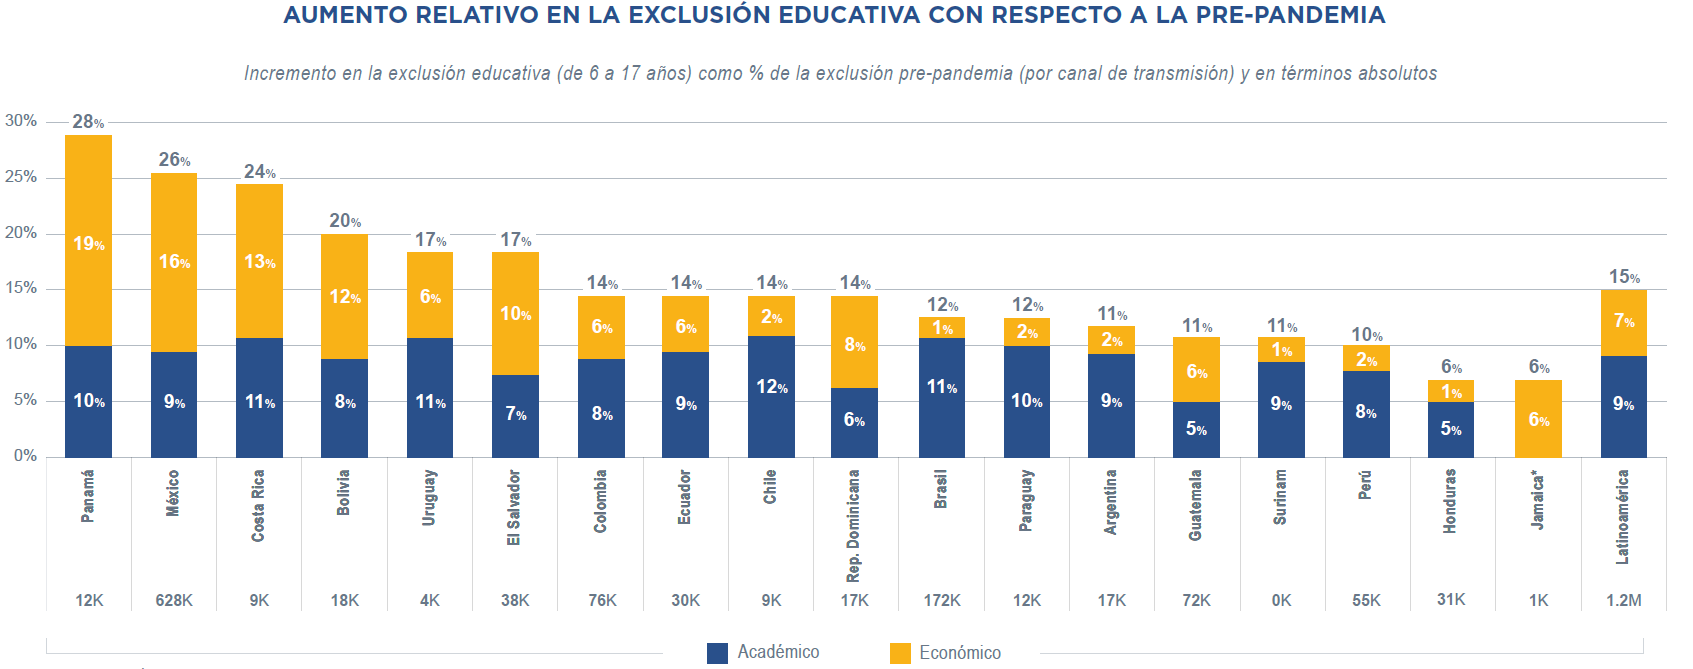 AUMENTO RELATIVO EN LA EXCLUSIÓN EDUCATIVA CON RESPECTO A LA PRE-PANDEMIA
Incremento en la exclusión educativa (de 6 a 17 años) como % de la exclusión pre-pandemia (por canal de transmisión) y en términos absolutos
30%
25%
20%
15%
10%
5%
0%
28% 26% 24% 20% 17% 17% 14% 14% 14% 14% 12% 12% 11% 11% 11% 10% 6% 6% 15%
19% 16% 13% 12% 6% 10% 6% 6% 2% 8% 1% 2% 2% 6% 1% 2% 1% 6% 7%
10% 9% 11% 8% 11% 7% 8% 9% 12% 6% 11% 10% 9% 5% 9% 8% 5% 9%
Panamá
México
Costa Rica
Bolivia
Uruguay
El Salvador
Colombia
Ecuador
Chile
Rep. Dominicana
Brasil
Paraguay
Argentina
Guatemala
Surinam
Perú
Honduras
Jamaica*
Latinoamérica
12K 628K 9K 18K 4K 38K 76K 30K 9K 17K 172K 12K 17K 72K 0K 55K 31K 1K 1.2M
Académico
Económico